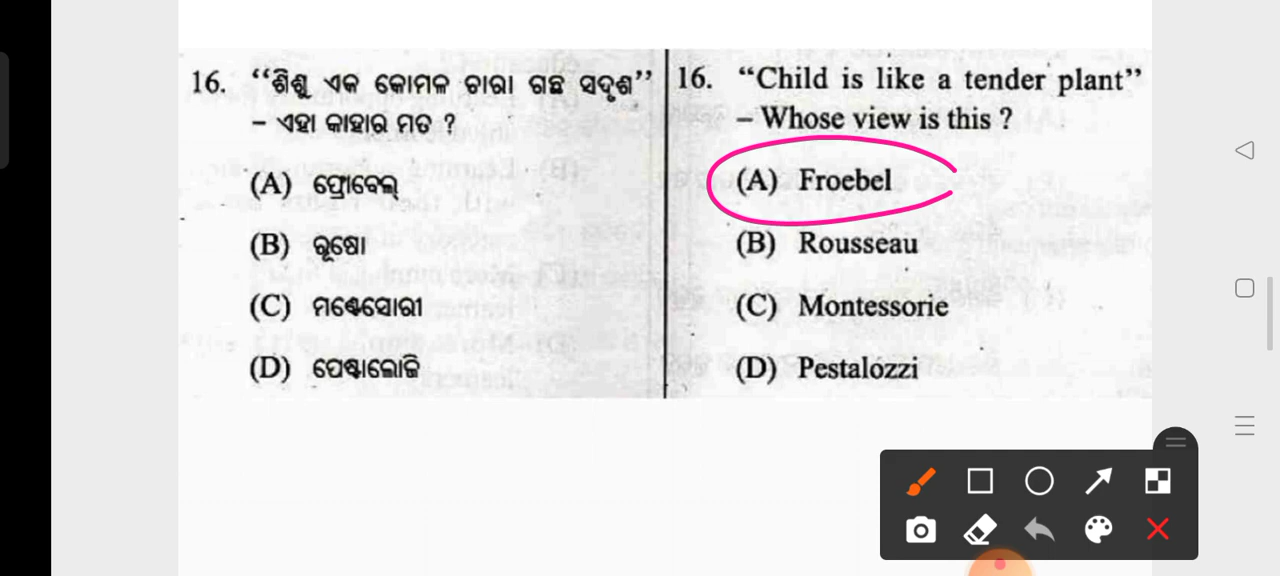 16. “ଶିଶୁ ଏକ କୋମଳ ଚାରା ଗଛ ସଦୃଶ”
– ଏହା କାହାର ମତ ?
(A) ଫ୍ରୋବେଲ୍
(B) ରୁଷୋ
(C) ମଣ୍ଟେସୋରୀ
(D) ପେଷ୍ଟାଲୋଜି
16. “Child is like a tender plant”
– Whose view is this ?
(A) Froebel
(B) Rousseau
(C) Montessorie
(D) Pestalozzi